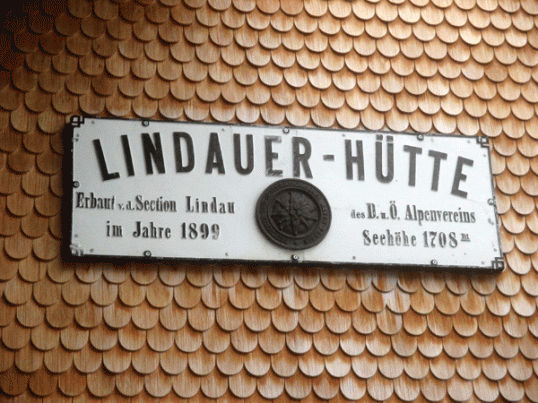 LINDAUER-HÜTTE
Erbaut v. d. Section Lindau
im Jahre 1899
des D. u. Ö. Alpenvereins
Seehöhe 1708 m